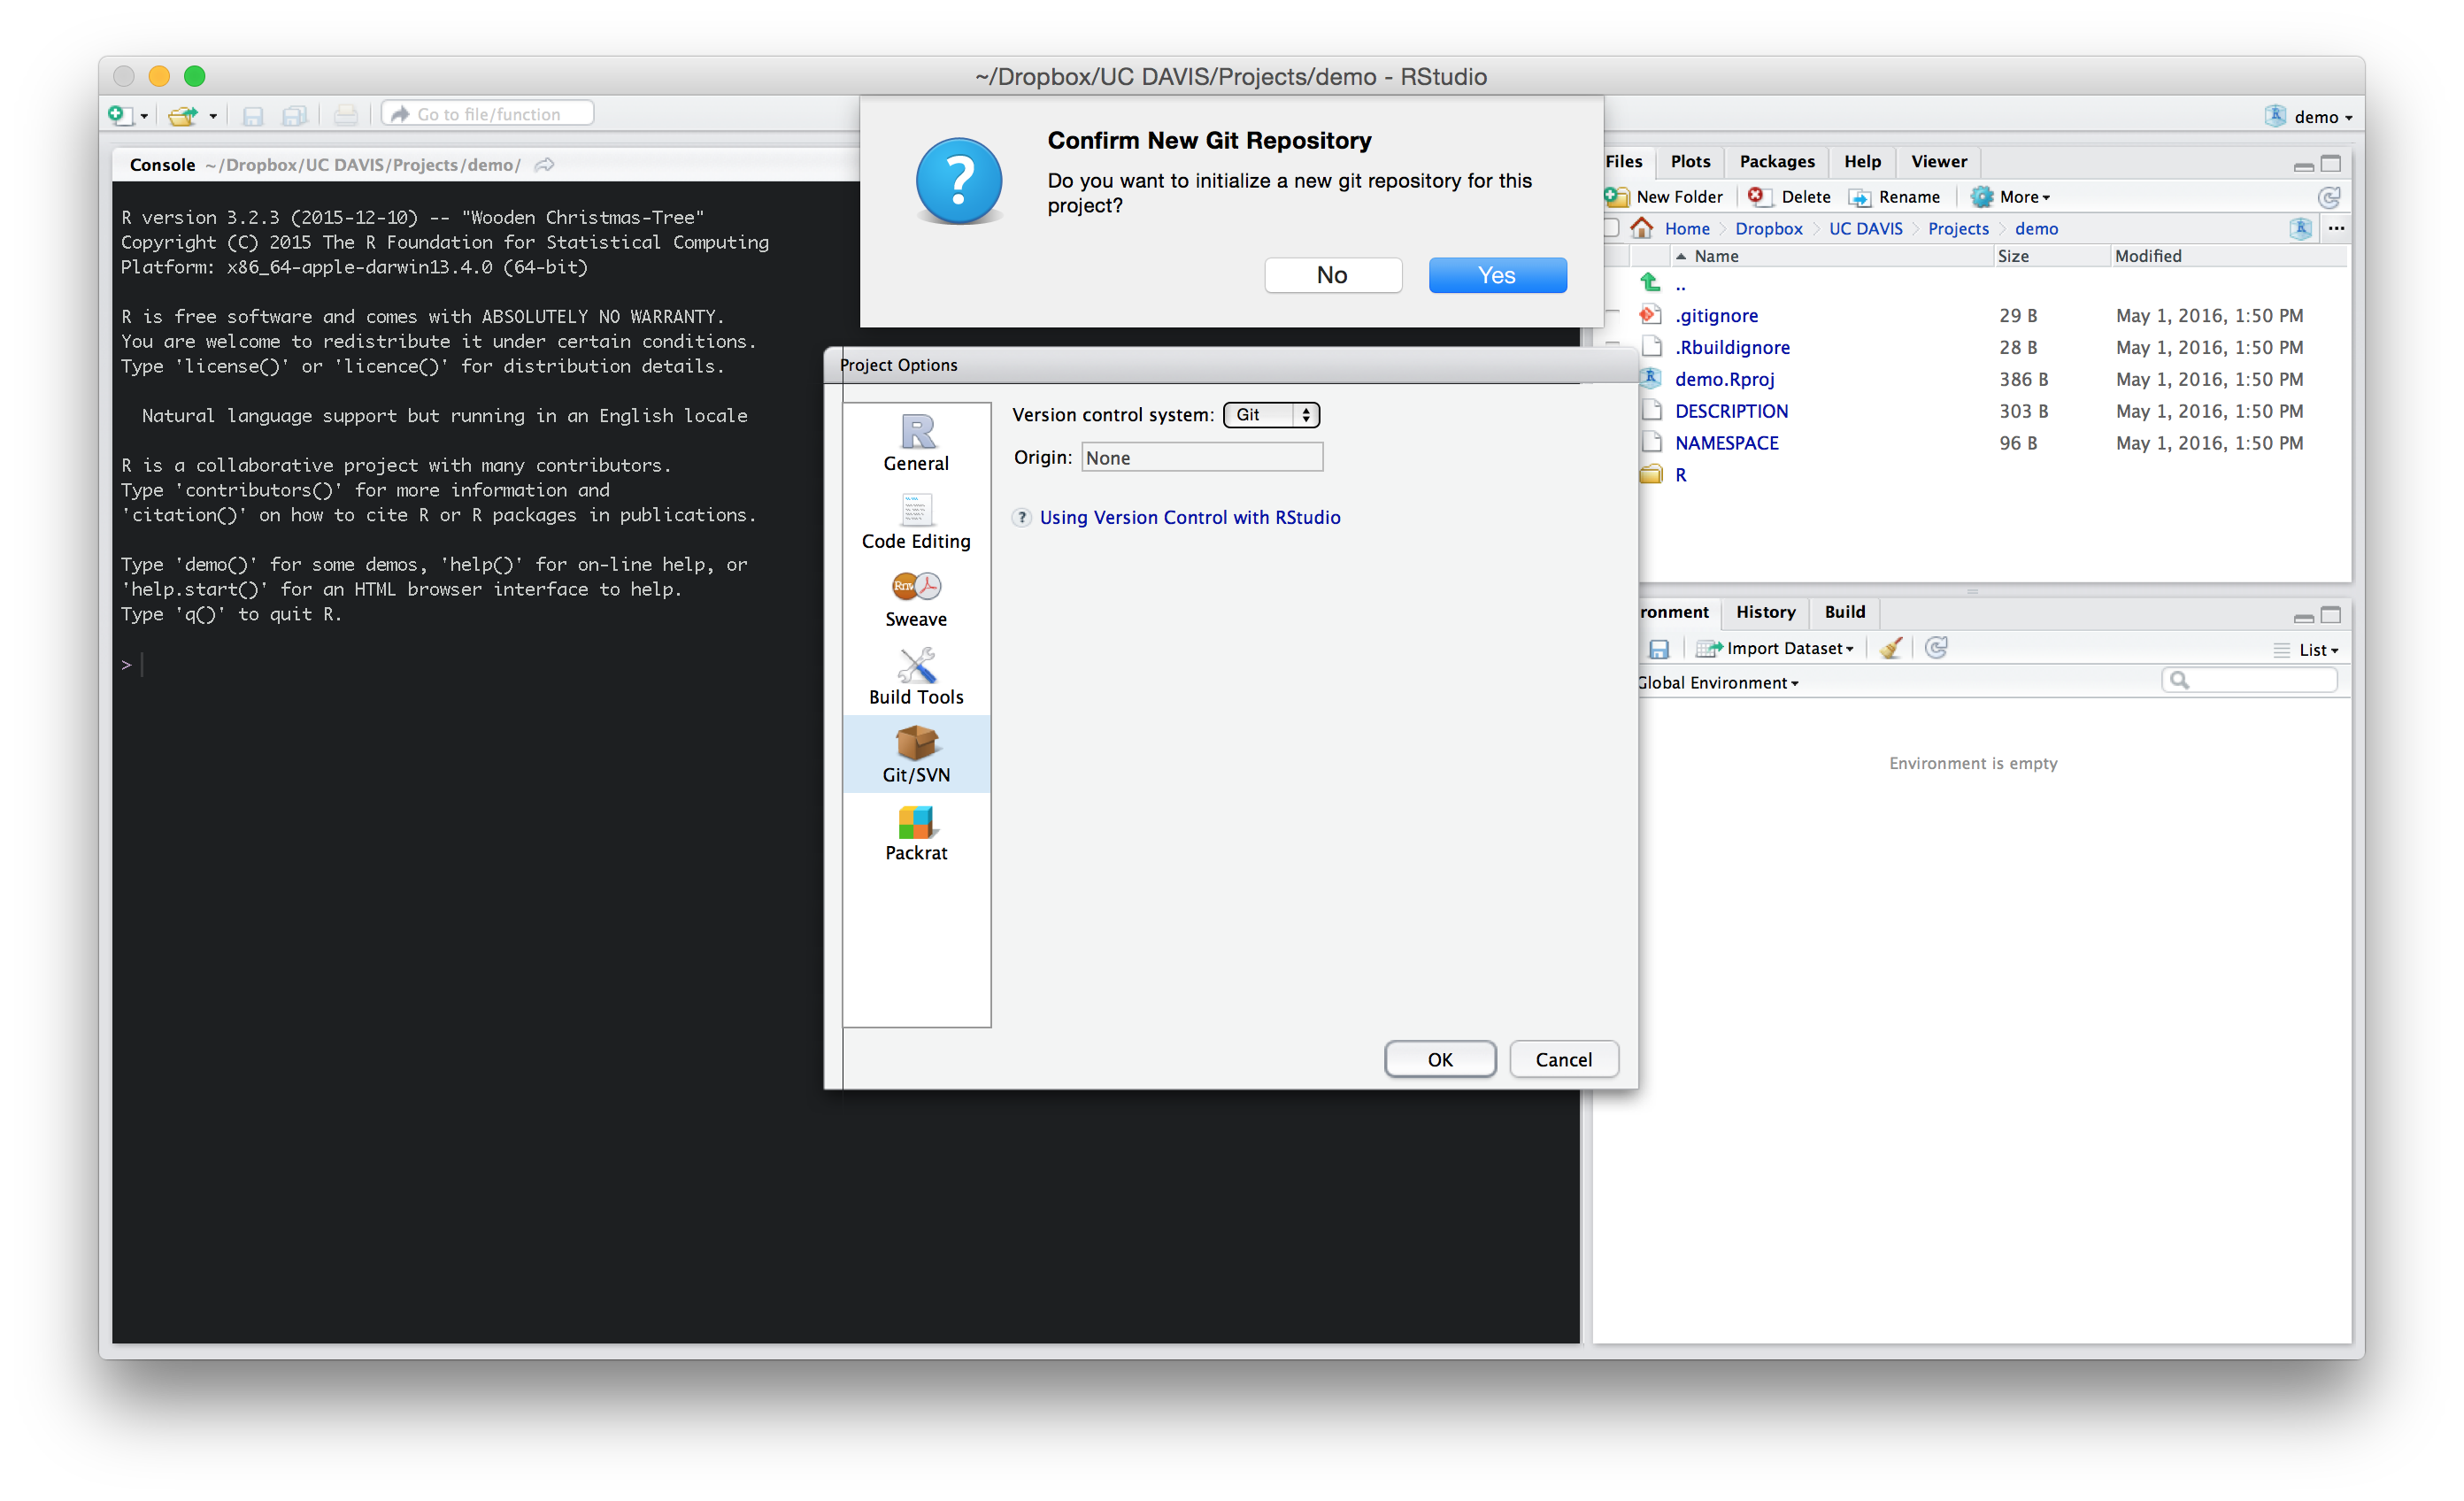 ~/Dropbox/UC DAVIS/Projects/demo - RStudio
Go to file/function
demo
Console ~/Dropbox/UC DAVIS/Projects/demo/
R version 3.2.3 (2015-12-10) -- "Wooden Christmas-Tree"
Copyright (C) 2015 The R Foundation for Statistical Computing
Platform: x86_64-apple-darwin13.4.0 (64-bit)
R is free software and comes with ABSOLUTELY NO WARRANTY.
You are welcome to redistribute it under certain conditions.
Type 'license()' or 'licence()' for distribution details.
Natural language support but running in an English locale
R is a collaborative project with many contributors.
Type 'contributors()' for more information and
'citation()' on how to cite R or R packages in publications.
Type 'demo()' for some demos, 'help()' for on-line help, or
'help.start()' for an HTML browser interface to help.
Type 'q()' to quit R.
>
Confirm New Git Repository
Do you want to initialize a new git repository for this
project?
No Yes
Project Options
General
Code Editing
Rnw
Sweave
Build Tools
Git/SVN
Packrat
Version control system: Git
Origin: None
? Using Version Control with RStudio
OK Cancel
Files Plots Packages Help Viewer
New Folder Delete Rename More
Home Dropbox UC DAVIS Projects demo ...
Name Size Modified
..
.gitignore 29 B May 1, 2016, 1:50 PM
.Rbuildignore 28 B May 1, 2016, 1:50 PM
demo.Rproj 386 B May 1, 2016, 1:50 PM
DESCRIPTION 303 B May 1, 2016, 1:50 PM
NAMESPACE 96 B May 1, 2016, 1:50 PM
R
ronment History Build
Import Dataset List
Global Environment
Environment is empty